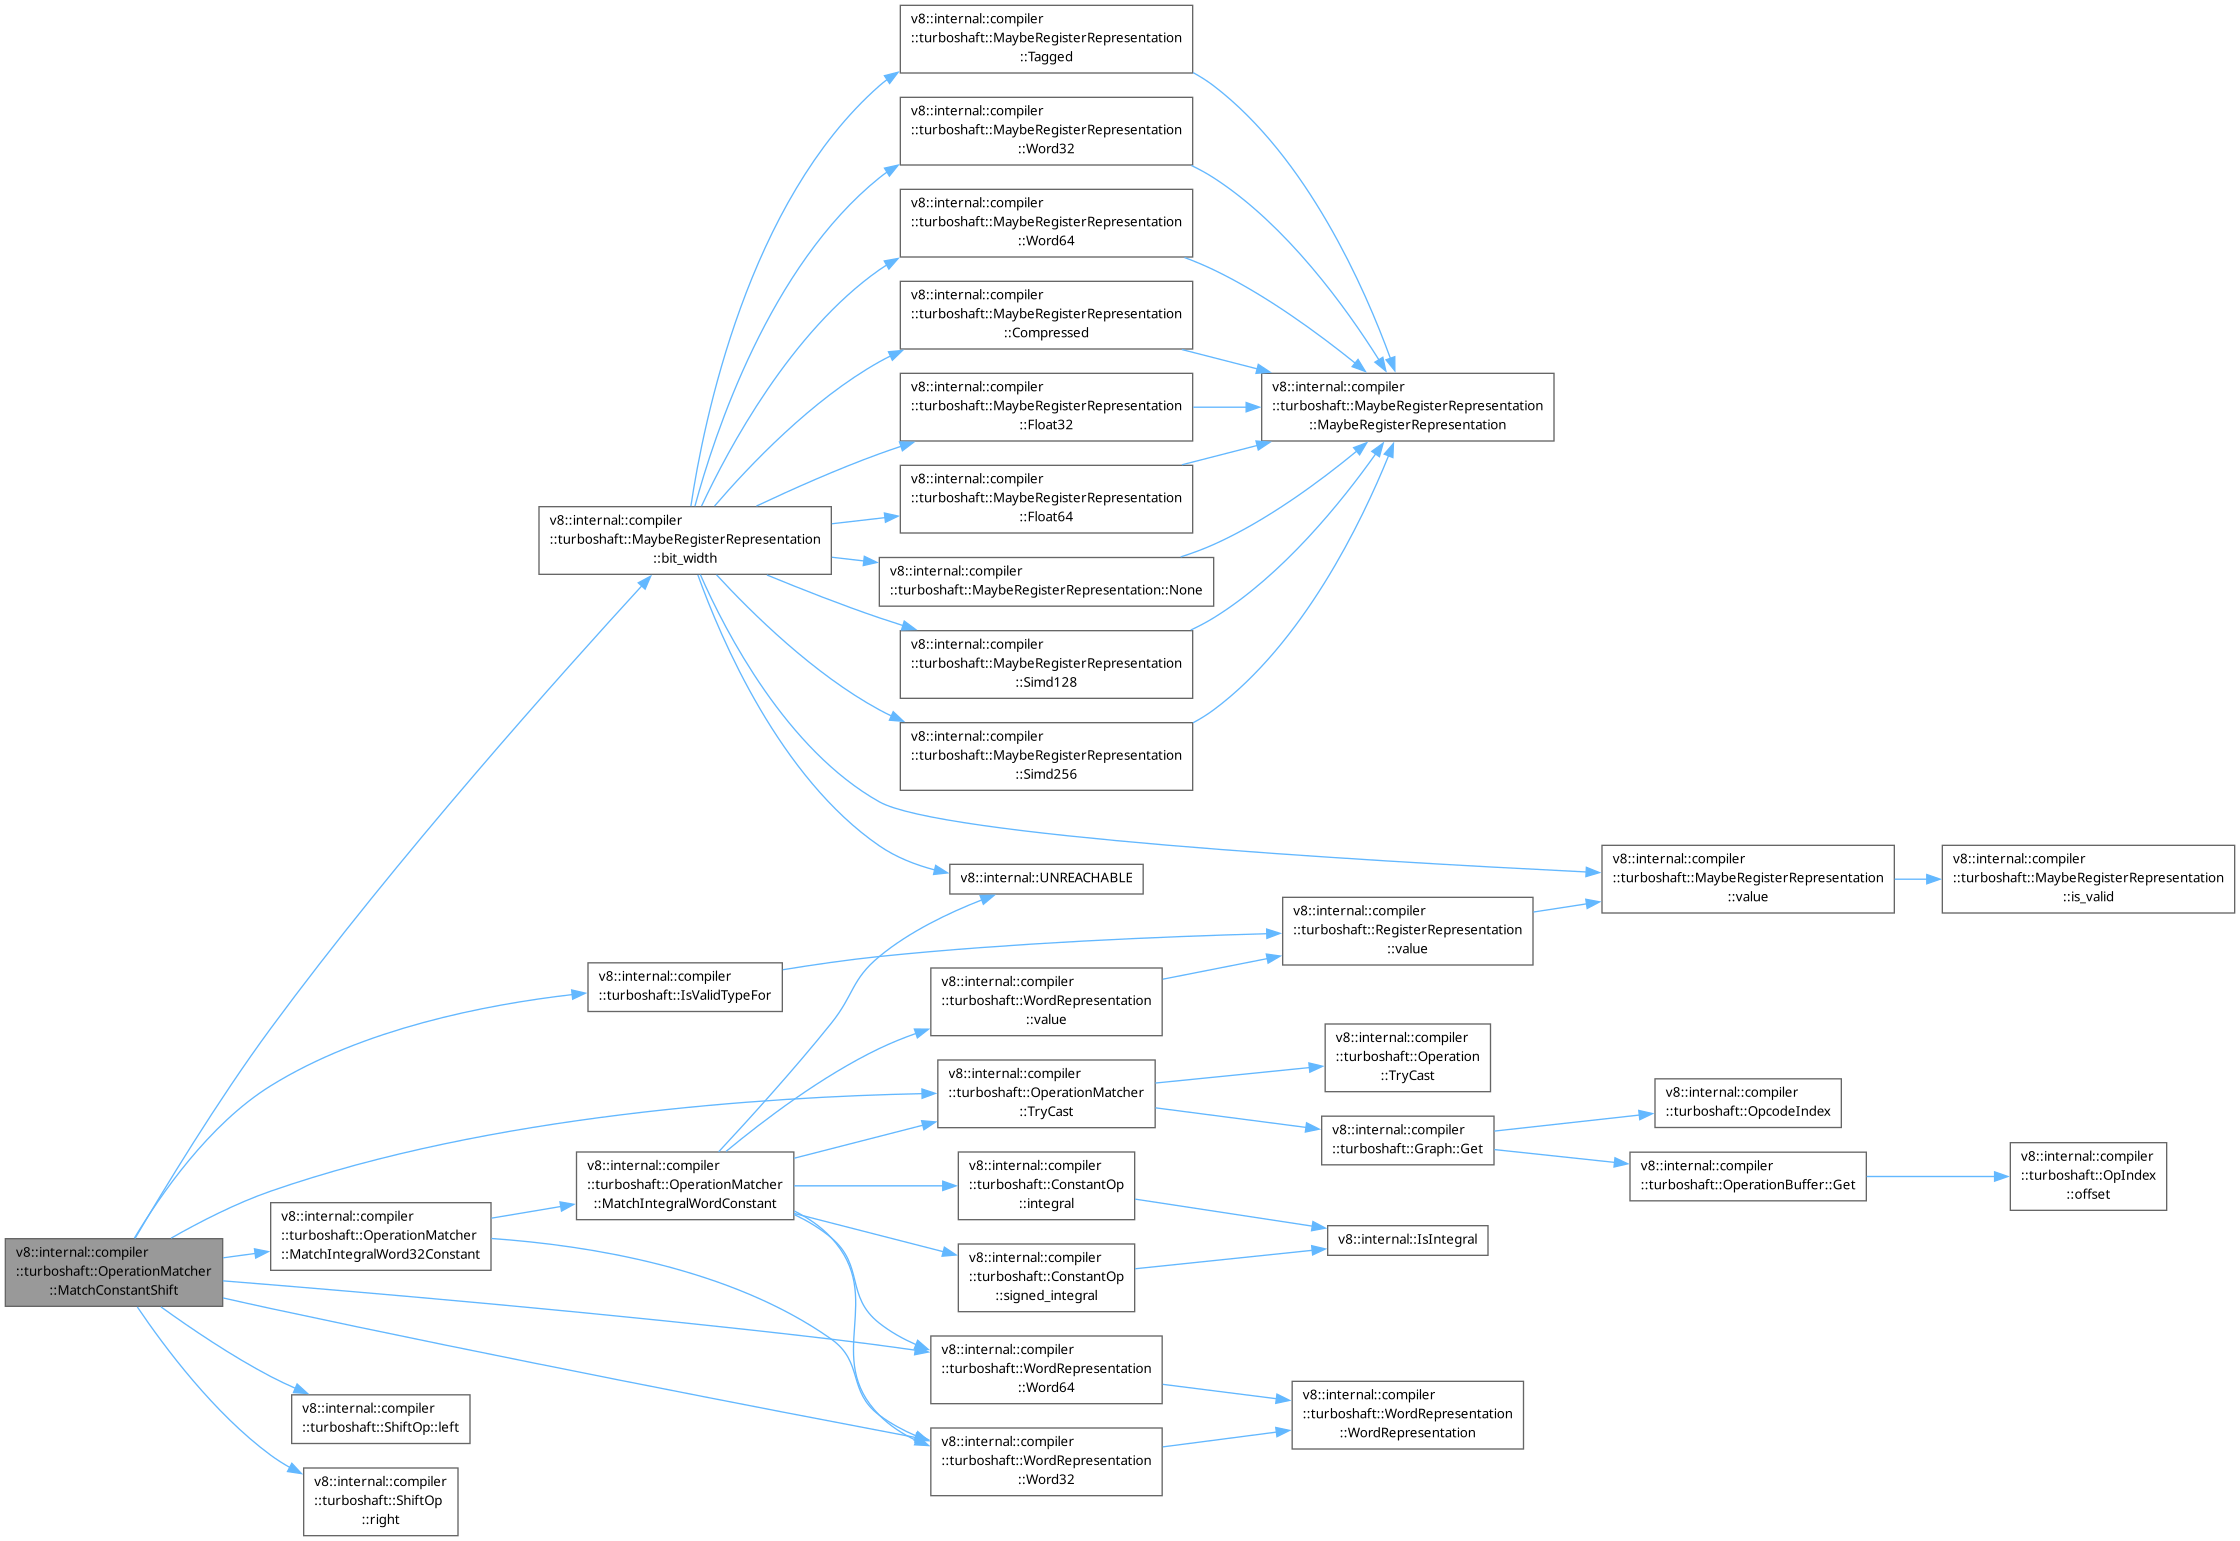 v8::internal::compiler
::turboshaft::MaybeRegisterRepresentation
::Tagged
v8::internal::compiler
::turboshaft::MaybeRegisterRepresentation
::Word32
v8::internal::compiler
::turboshaft::MaybeRegisterRepresentation
::Word64
v8::internal::compiler
::turboshaft::MaybeRegisterRepresentation
::Compressed
v8::internal::compiler
::turboshaft::MaybeRegisterRepresentation
::Float32
v8::internal::compiler
::turboshaft::MaybeRegisterRepresentation
::MaybeRegisterRepresentation
v8::internal::compiler
::turboshaft::MaybeRegisterRepresentation
::Float64
v8::internal::compiler
::turboshaft::MaybeRegisterRepresentation
::bit_width
v8::internal::compiler
::turboshaft::MaybeRegisterRepresentation::None
v8::internal::compiler
::turboshaft::MaybeRegisterRepresentation
::Simd128
v8::internal::compiler
::turboshaft::MaybeRegisterRepresentation
::Simd256
v8::internal::UNREACHABLE
v8::internal::compiler
::turboshaft::MaybeRegisterRepresentation
::value
v8::internal::compiler
::turboshaft::MaybeRegisterRepresentation
::is_valid
v8::internal::compiler
::turboshaft::RegisterRepresentation
::value
v8::internal::compiler
::turboshaft::IsValidTypeFor
v8::internal::compiler
::turboshaft::WordRepresentation
::value
v8::internal::compiler
::turboshaft::Operation
::TryCast
v8::internal::compiler
::turboshaft::OperationMatcher
::TryCast
v8::internal::compiler
::turboshaft::OpcodeIndex
v8::internal::compiler
::turboshaft::Graph::Get
v8::internal::compiler
::turboshaft::OperationBuffer::Get
v8::internal::compiler
::turboshaft::OpIndex
::offset
v8::internal::compiler
::turboshaft::OperationMatcher
::MatchIntegralWordConstant
v8::internal::compiler
::turboshaft::ConstantOp
::integral
v8::internal::compiler
::turboshaft::OperationMatcher
::MatchIntegralWord32Constant
v8::internal::IsIntegral
v8::internal::compiler
::turboshaft::OperationMatcher
::MatchConstantShift
v8::internal::compiler
::turboshaft::ConstantOp
::signed_integral
v8::internal::compiler
::turboshaft::WordRepresentation
::Word64
v8::internal::compiler
::turboshaft::WordRepresentation
::WordRepresentation
v8::internal::compiler
::turboshaft::ShiftOp::left
v8::internal::compiler
::turboshaft::WordRepresentation
::Word32
v8::internal::compiler
::turboshaft::ShiftOp
::right